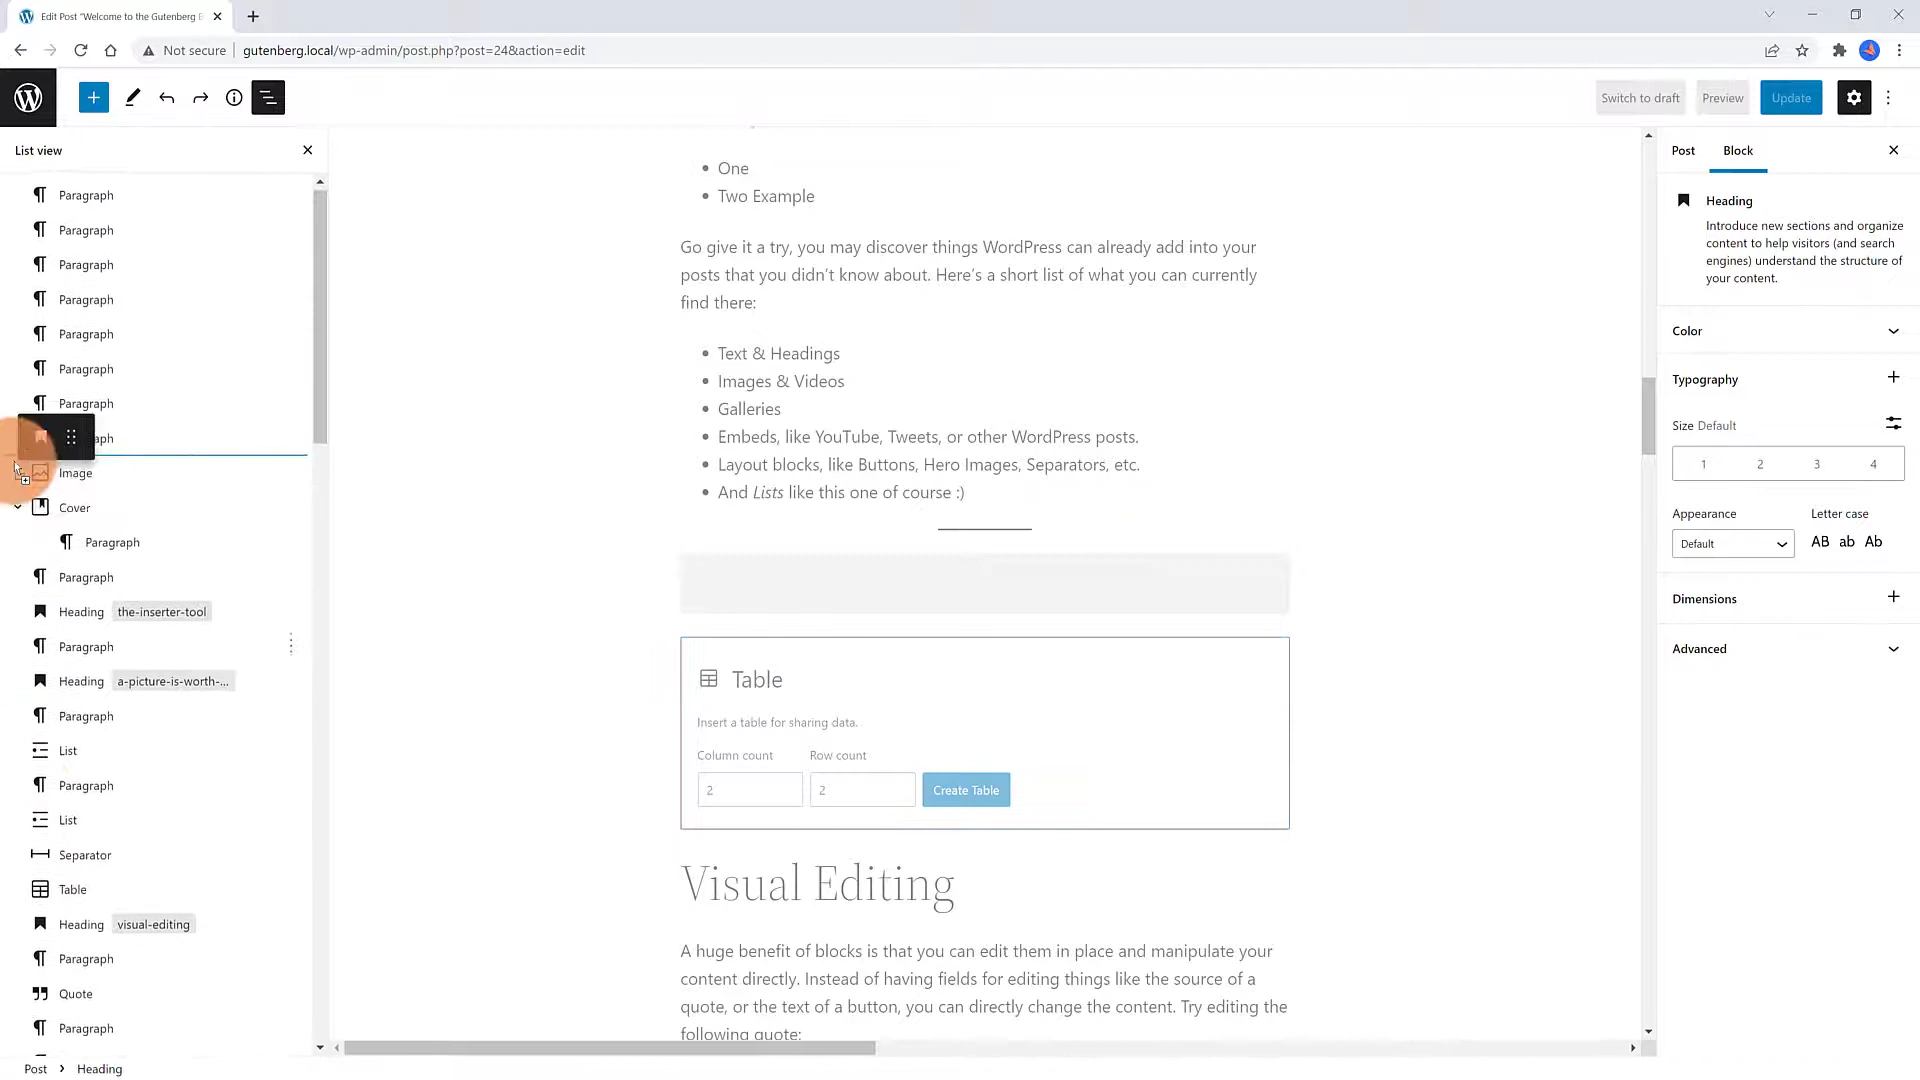 Edit Post "Welcome to the Gutenberg E
Not secure
gutenberg.local/wp-admin/post.php?post=24&action=edit
Switch to draft
Preview
Update
List view
Paragraph
Paragraph
Paragraph
Paragraph
Paragraph
Paragraph
Paragraph
aph
Image
Cover
Paragraph
Paragraph
Heading the-inserter-tool
Paragraph
Heading a-picture-is-worth-...
Paragraph
List
Paragraph
List
Separator
Table
Heading visual-editing
Paragraph
Quote
Paragraph
Post > Heading
One
Two Example
Go give it a try, you may discover things WordPress can already add into your
posts that you didn't know about. Here's a short list of what you can currently
find there:
Text & Headings
Images & Videos
Galleries
Embeds, like YouTube, Tweets, or other WordPress posts.
Layout blocks, like Buttons, Hero Images, Separators, etc.
And Lists like this one of course :)
Table
Insert a table for sharing data.
Column count Row count
2 2 Create Table
Visual Editing
A huge benefit of blocks is that you can edit them in place and manipulate your
content directly. Instead of having fields for editing things like the source of a
quote, or the text of a button, you can directly change the content. Try editing the
following quote:
Post Block
Heading
Introduce new sections and organize
content to help visitors (and search
engines) understand the structure of
your content.
Color
Typography
Size Default
1 2 3 4
Appearance Letter case
Default AB ab Ab
Dimensions
Advanced